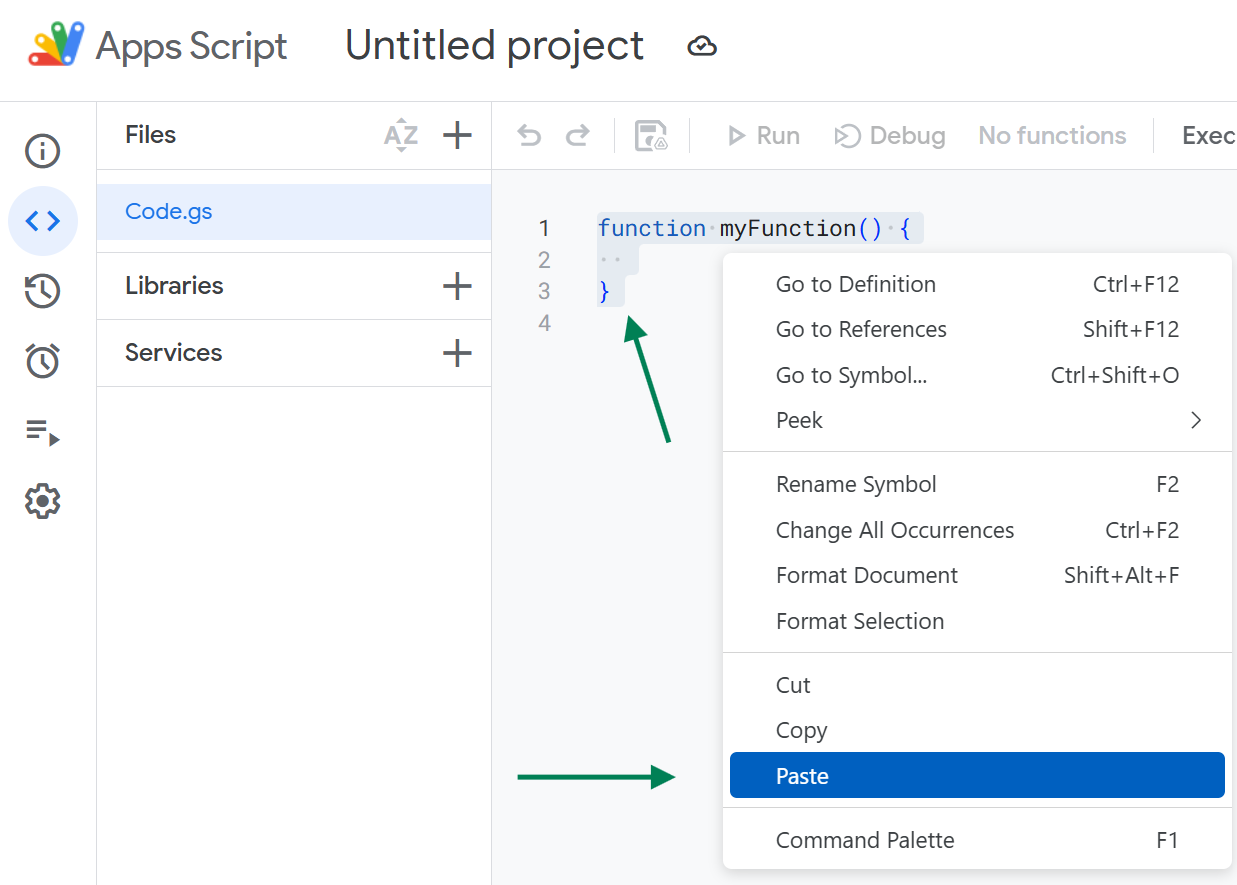 Apps Script Untitled project
Files AZ
Run Debug No functions Exec
Code.gs
Libraries
Services
1 function myFunction() {
2
3 }
4
Go to Definition Ctrl+F12
Go to References Shift+F12
Go to Symbol... Ctrl+Shift+O
Peek
Rename Symbol F2
Change All Occurrences Ctrl+F2
Format Document Shift+Alt+F
Format Selection
Cut
Copy
Paste
Command Palette F1